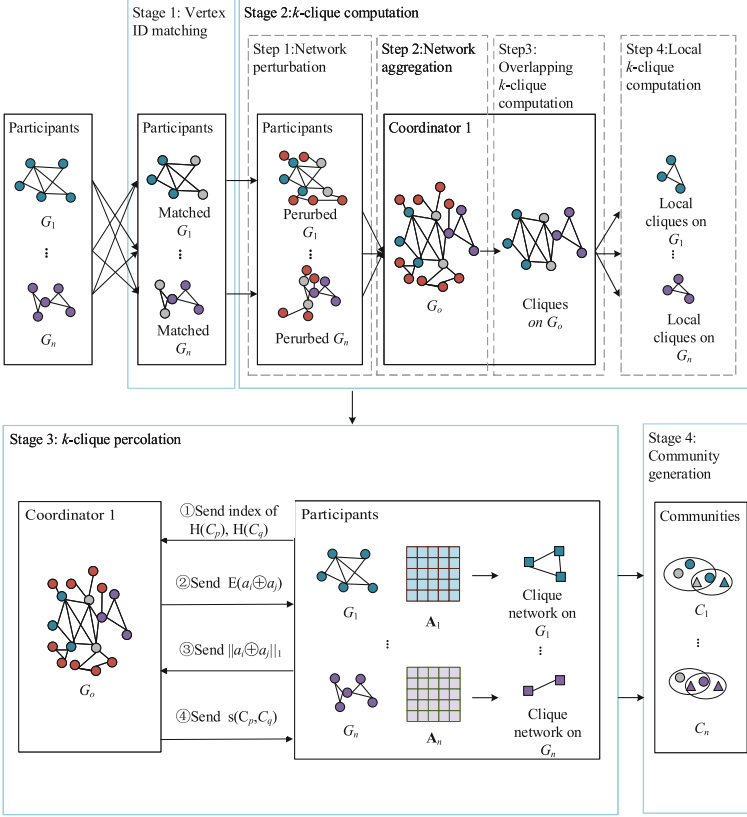 Stage 1: Vertex
ID matching
Stage 2:k-clique computation
Step 1:Network
perturbation
Step 2:Network
aggregation
Step3:
Overlapping
k-clique
computation
Step 4:Local
k-clique
computation
Participants
G1
...
Gn
Participants
Matched
G1
...
Matched
Gn
Participants
Perurbed
G1
...
Perurbed Gn
Coordinator 1
Go
Cliques
on Go
Local
cliques on
G1
...
Local
cliques on
Gn
Stage 3: k-clique percolation
Coordinator 1
Go
①Send index of
H(Cp), H(Cq)
② Send E(ai⊕aj)
③Send ||ai⊕aj||1
④Send s(Cp,Cq)
Participants
G1
A1
Clique
network on
G1
...
...
Gn
An
Clique
network on
Gn
Stage 4:
Community
generation
Communities
C1
...
Cn